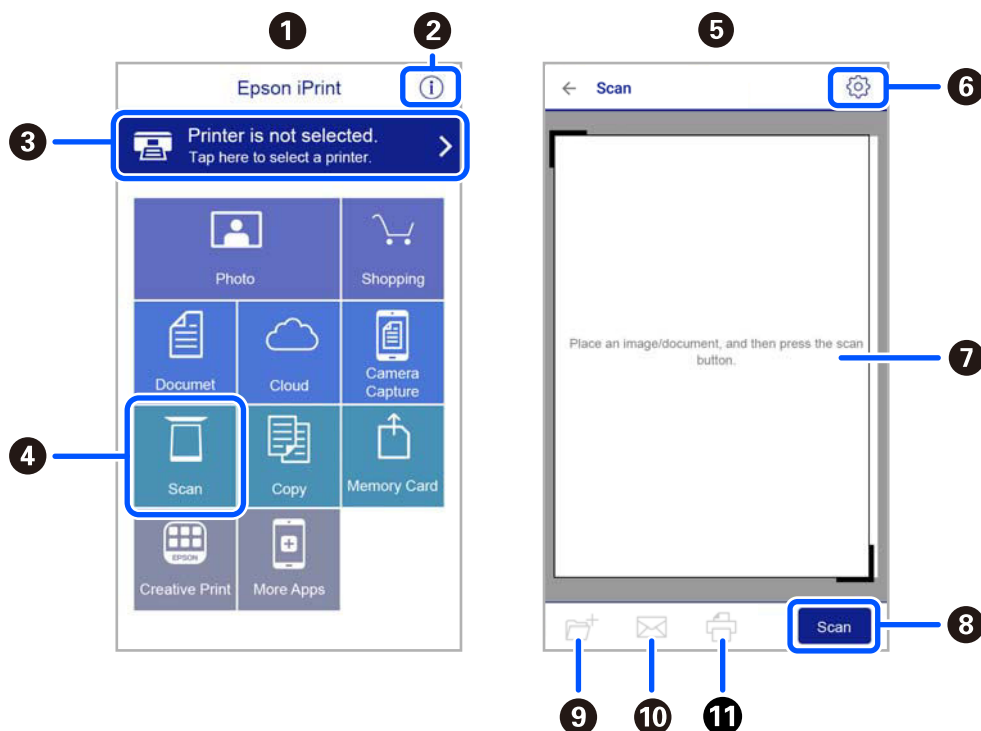 1
2
Epson iPrint
3
Printer is not selected.
Tap here to select a printer.
Photo
Shopping
Documet
Cloud
Camera
Capture
4
Scan
Copy
Memory Card
EPSON
Creative Print
More Apps
5
Scan
6
Place an image/document, and then press the scan
button.
7
Scan
8
9
10
11